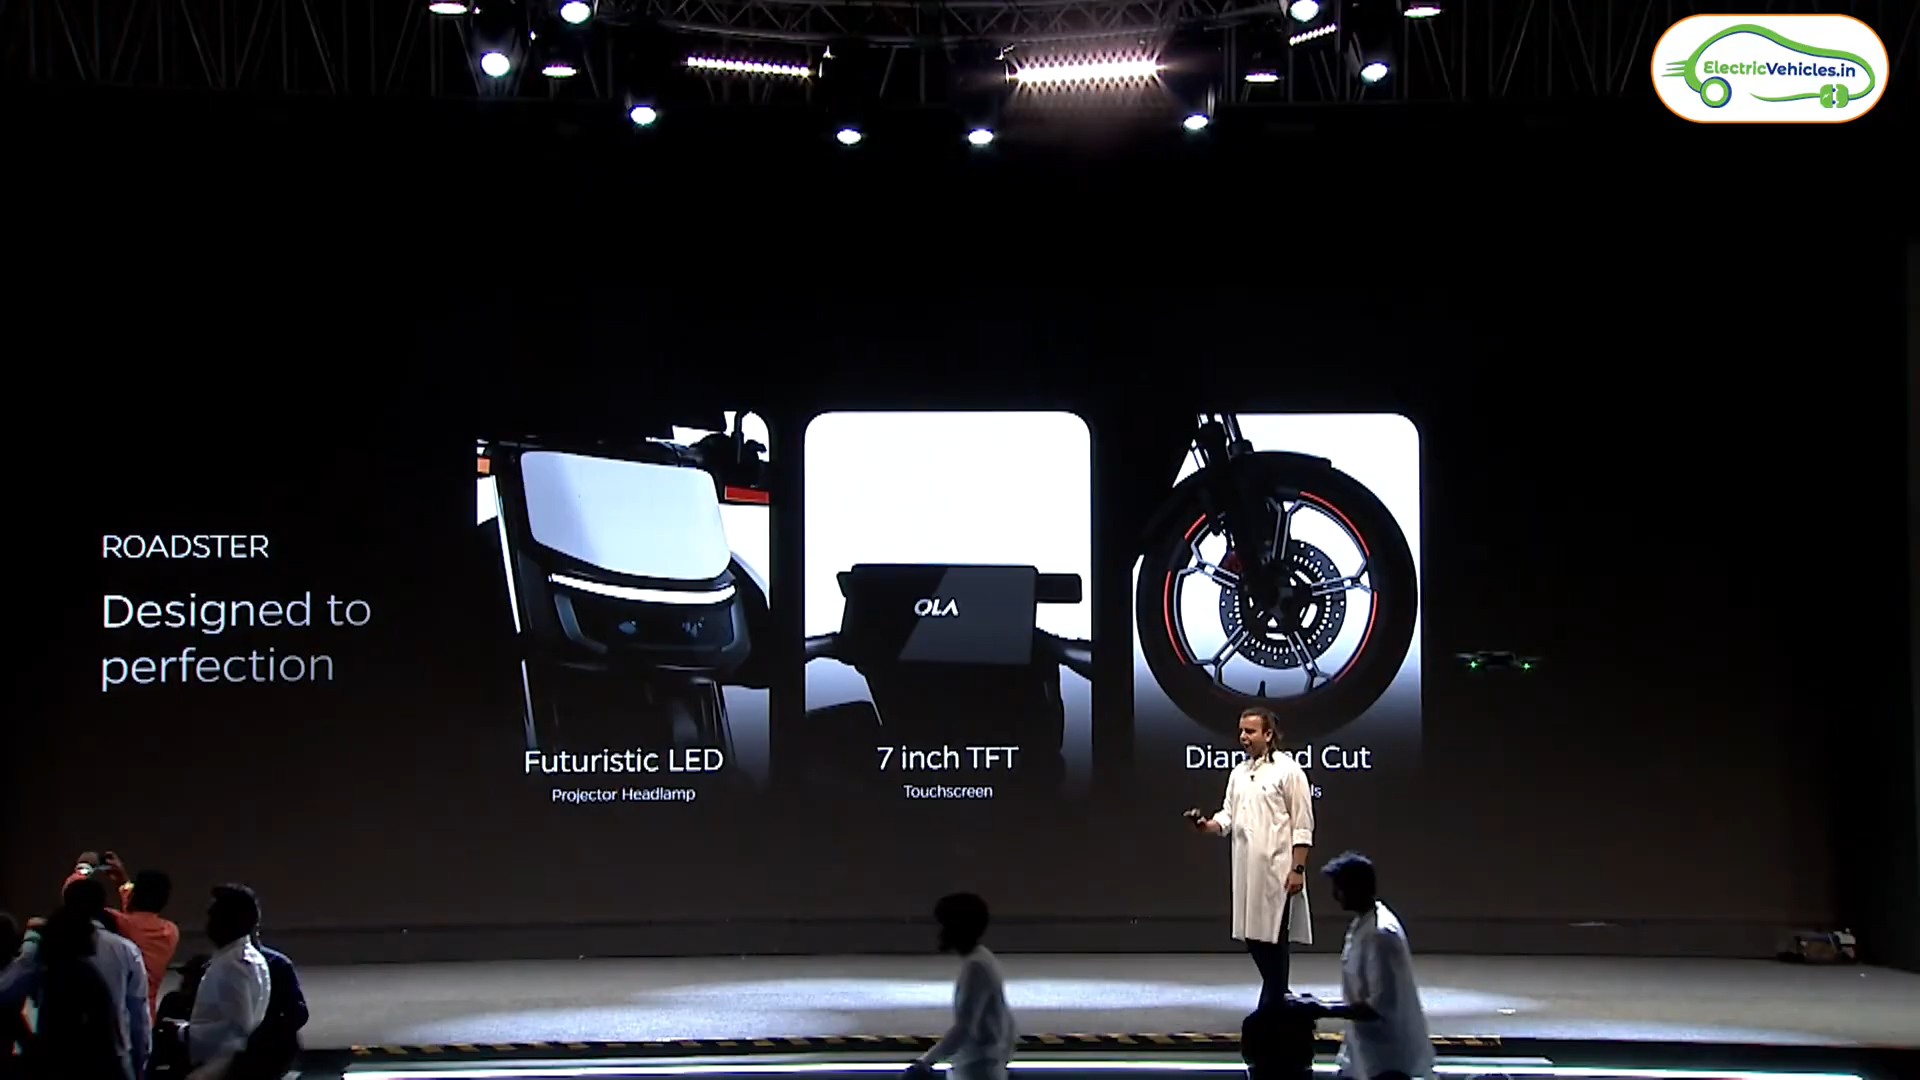 ElectricVehicles.in
ROADSTER
Designed to
perfection
OLA
Futuristic LED
Projector Headlamp
7 inch TFT
Touchscreen
Cut